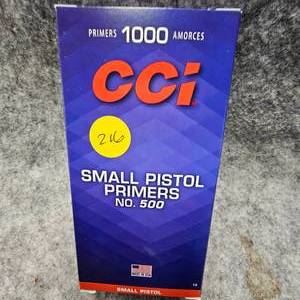 PRIMERS 1000 AMORCES
CCI
216
SMALL PISTOL
PRIMERS
NO. 500
SMALL PISTOL